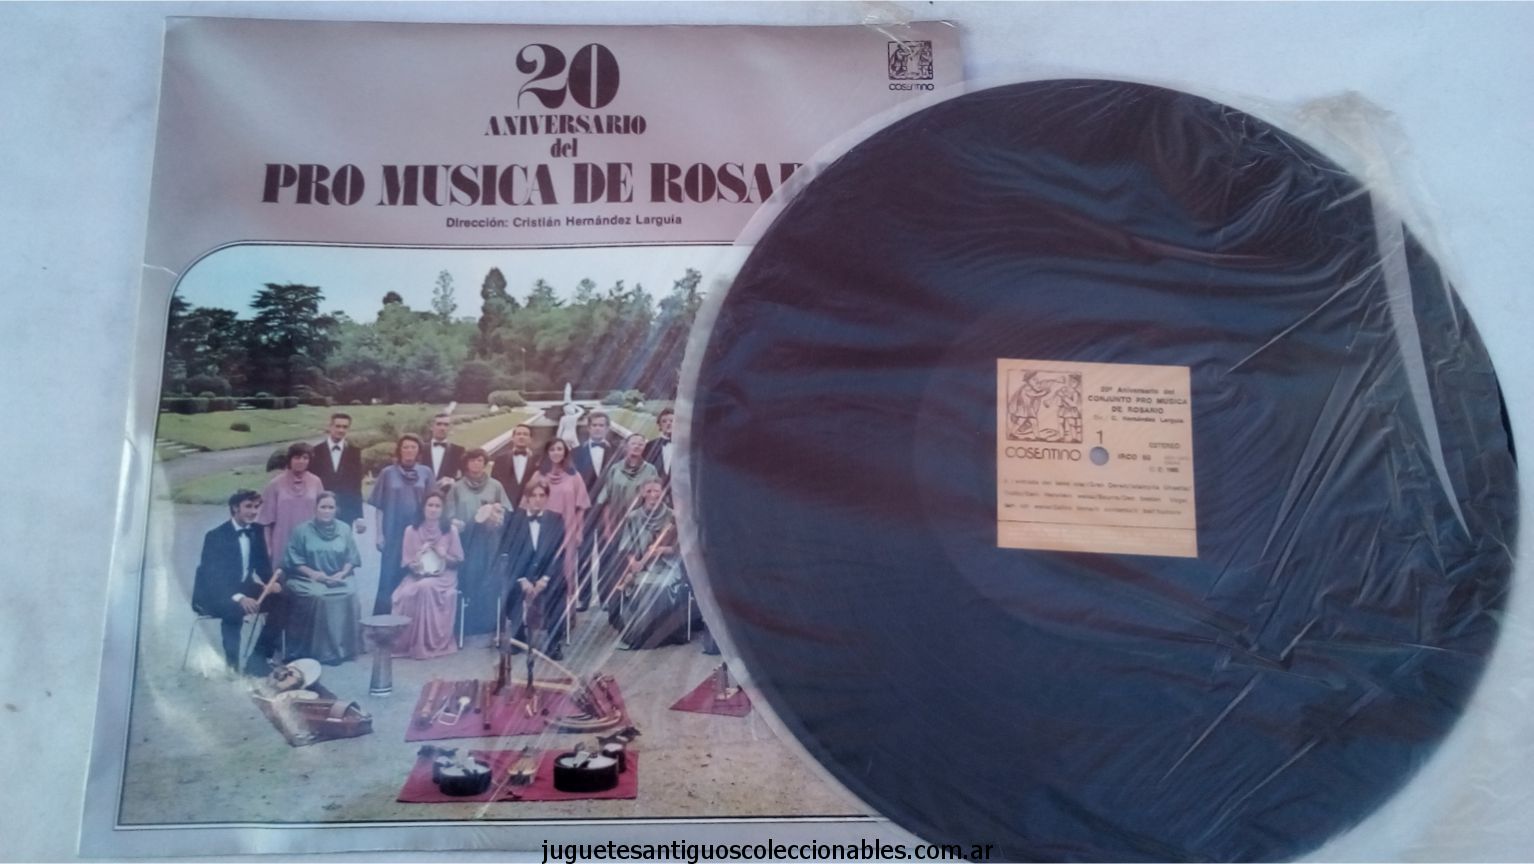 20
ANIVERSARIO
del
PRO MUSICA DE ROSAR
Dirección: Cristián Hernández Larguía
COSENTINO
20º Aniversario del
CONJUNTO PRO MUSICA
DE ROSARIO
Dir.: C. Hernández Larguía
1
ESTEREO
COSENTINO
IRCO
juguetesantiguoscoleccionables.com.ar